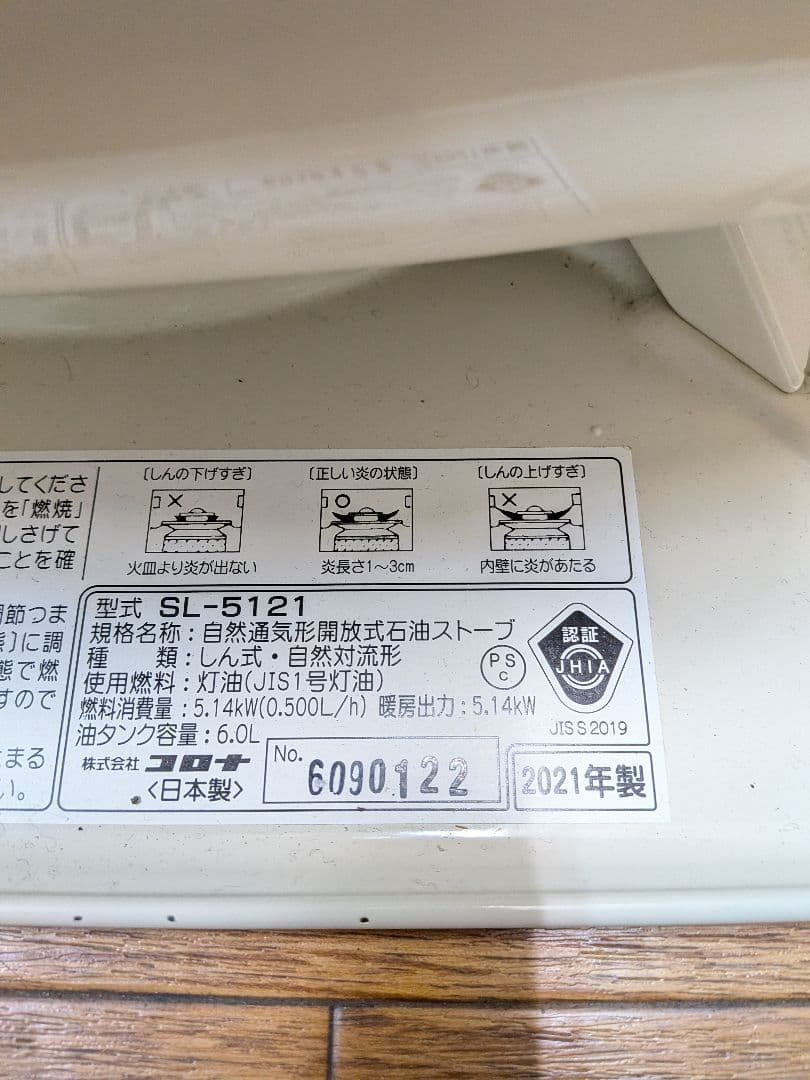 してくださ
を「燃焼」
しさげて
ことを確
〔しんの下げすぎ〕
〔正しい炎の状態〕
〔しんの上げすぎ〕
火皿より炎が出ない
炎長さ1～3cm
内壁に炎があたる
調節つま
態〕に調
態で燃
すので
まる
い。
型式 SL-5121
規格名称：自然通気形開放式石油ストーブ
種　　類：しん式・自然対流形
使用燃料：灯油(JIS1号灯油)
燃料消費量：5.14kW(0.500L/h) 暖房出力：5.14kW
油タンク容量：6.0L
株式会社 コロナ
〈日本製〉
No. 6090122
2021年製
PS
C
認証
JHIA
JIS S 2019